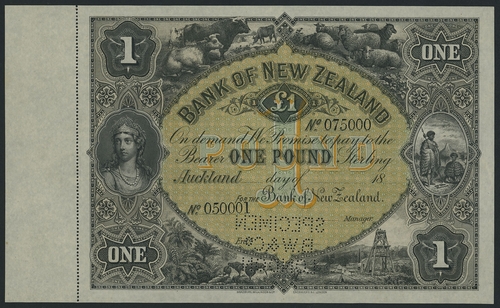 1
ONE
BANK OF NEW ZEALAND
£1
No 075000
On demand We Promise to pay to the
Bearer ONE POUND Sterling
Auckland day of 18
FOR THE Bank of New Zealand.
No 050001
Manager
SPECIMEN
ONE
1